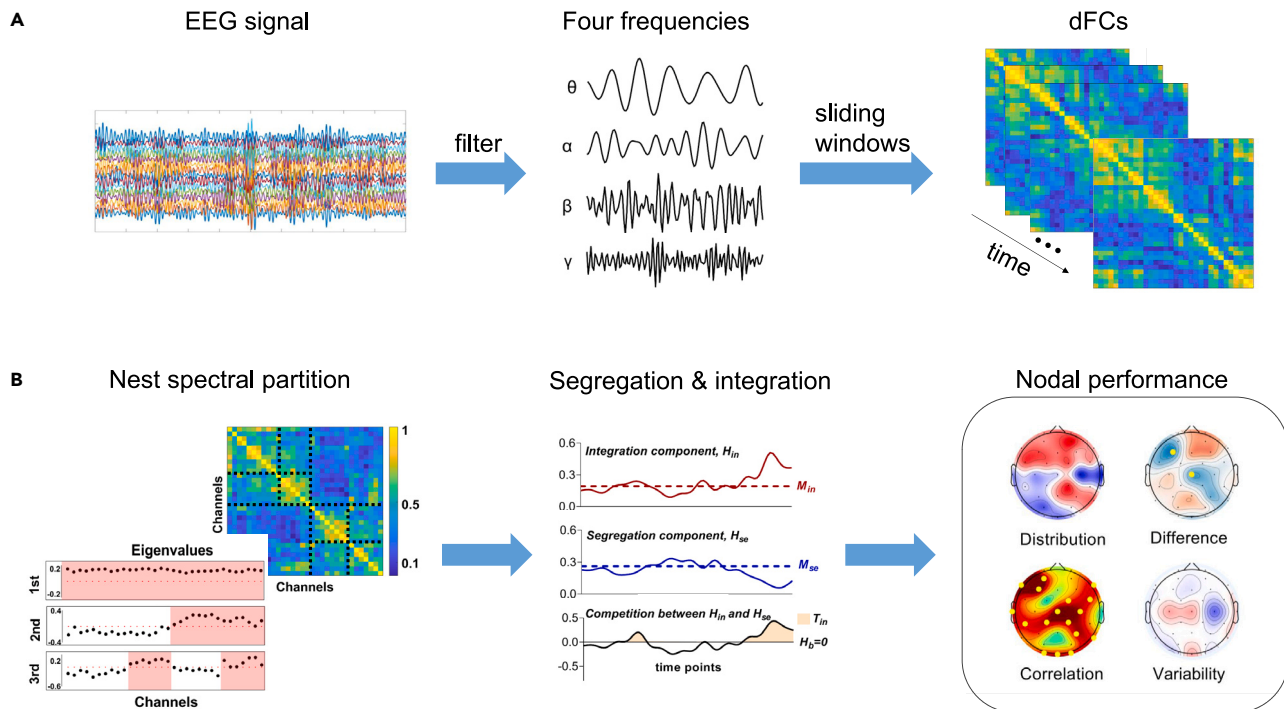 A
EEG signal
Four frequencies
dFCs
θ
α
β
γ
filter
sliding
windows
time
B
Nest spectral partition
Segregation & integration
Nodal performance
1
0.5
0.1
Channels
Channels
Eigenvalues
1st
0.2
-0.2
2nd
0.4
-0.4
3rd
0.2
-0.6
Channels
0.6
0.3
0.0
Integration component, Hin
Min
0.6
0.3
0.0
Segregation component, Hse
Mse
Competition between Hin and Hse
Tin
0.5
0.0
-0.5
Hb=0
time points
Distribution
Difference
Correlation
Variability